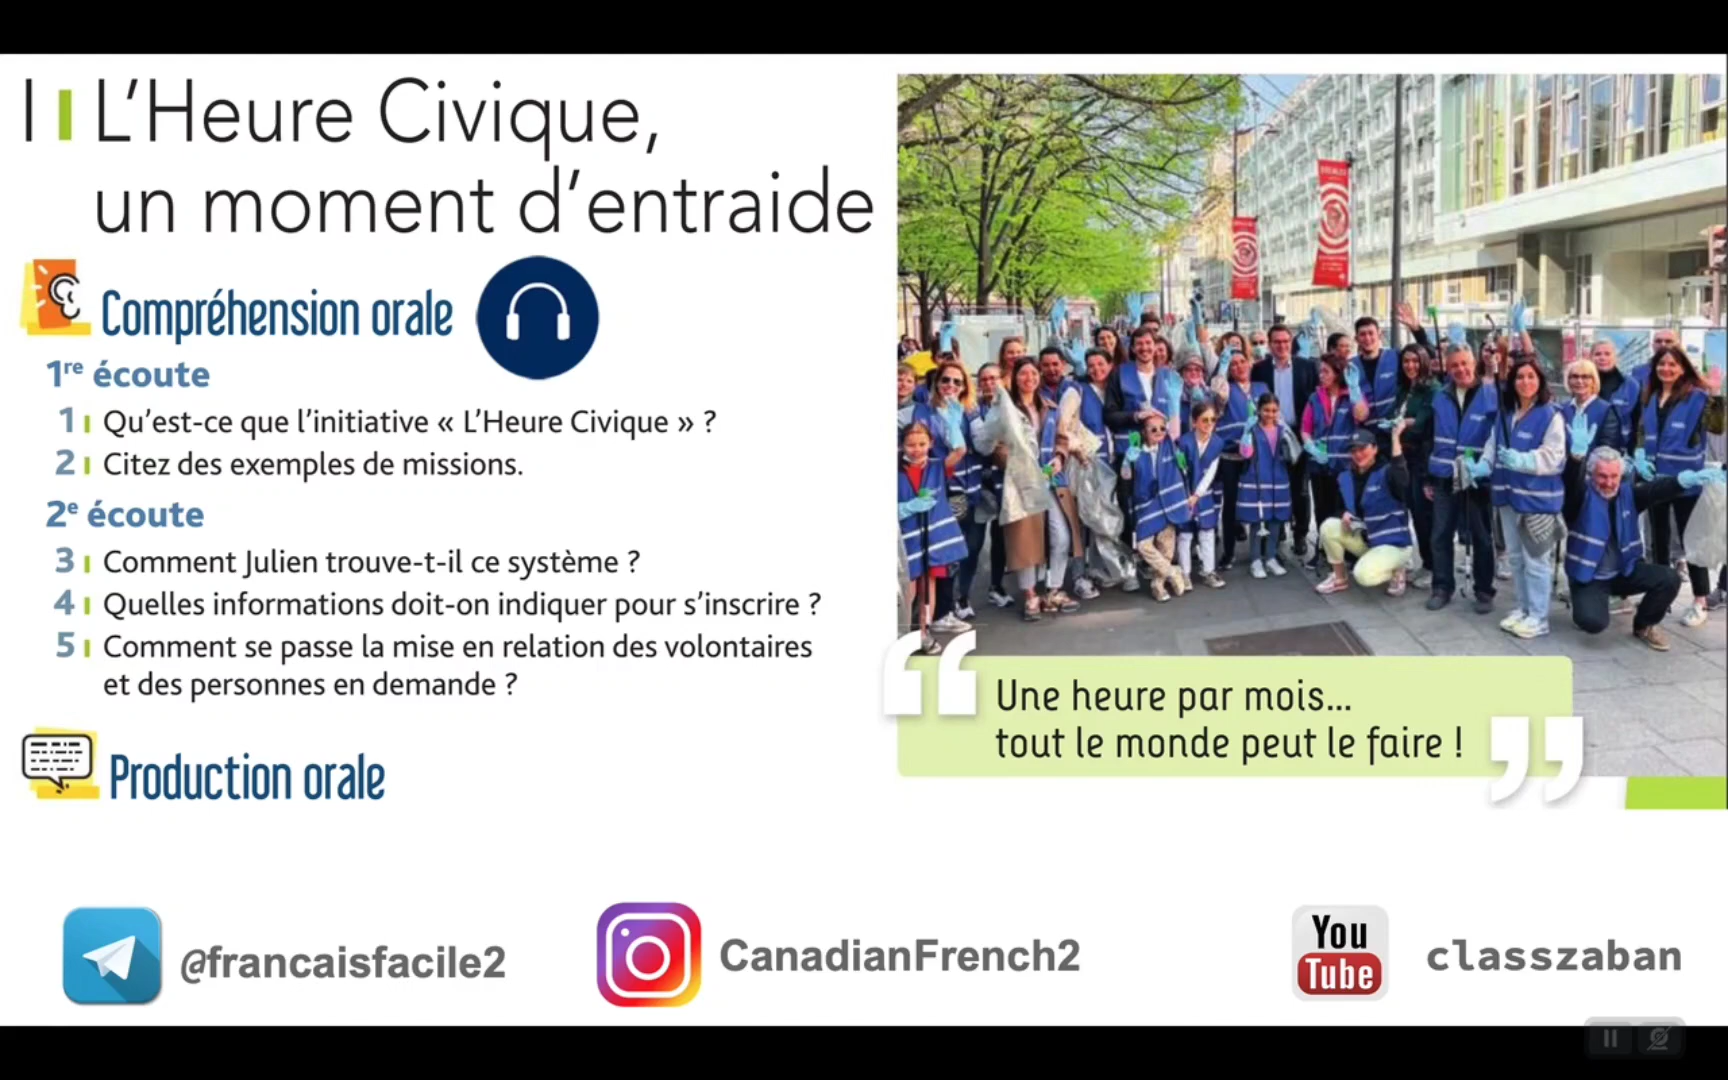 1 L'Heure Civique,
un moment d'entraide
Compréhension orale
1re écoute
1 Qu'est-ce que l'initiative « L'Heure Civique » ?
2 Citez des exemples de missions.
2e écoute
3 Comment Julien trouve-t-il ce système ?
4 Quelles informations doit-on indiquer pour s'inscrire ?
5 Comment se passe la mise en relation des volontaires
et des personnes en demande ?
Production orale
“ Une heure par mois...
tout le monde peut le faire ! ”
@francaisfacile2
CanadianFrench2
You
Tube
classzaban